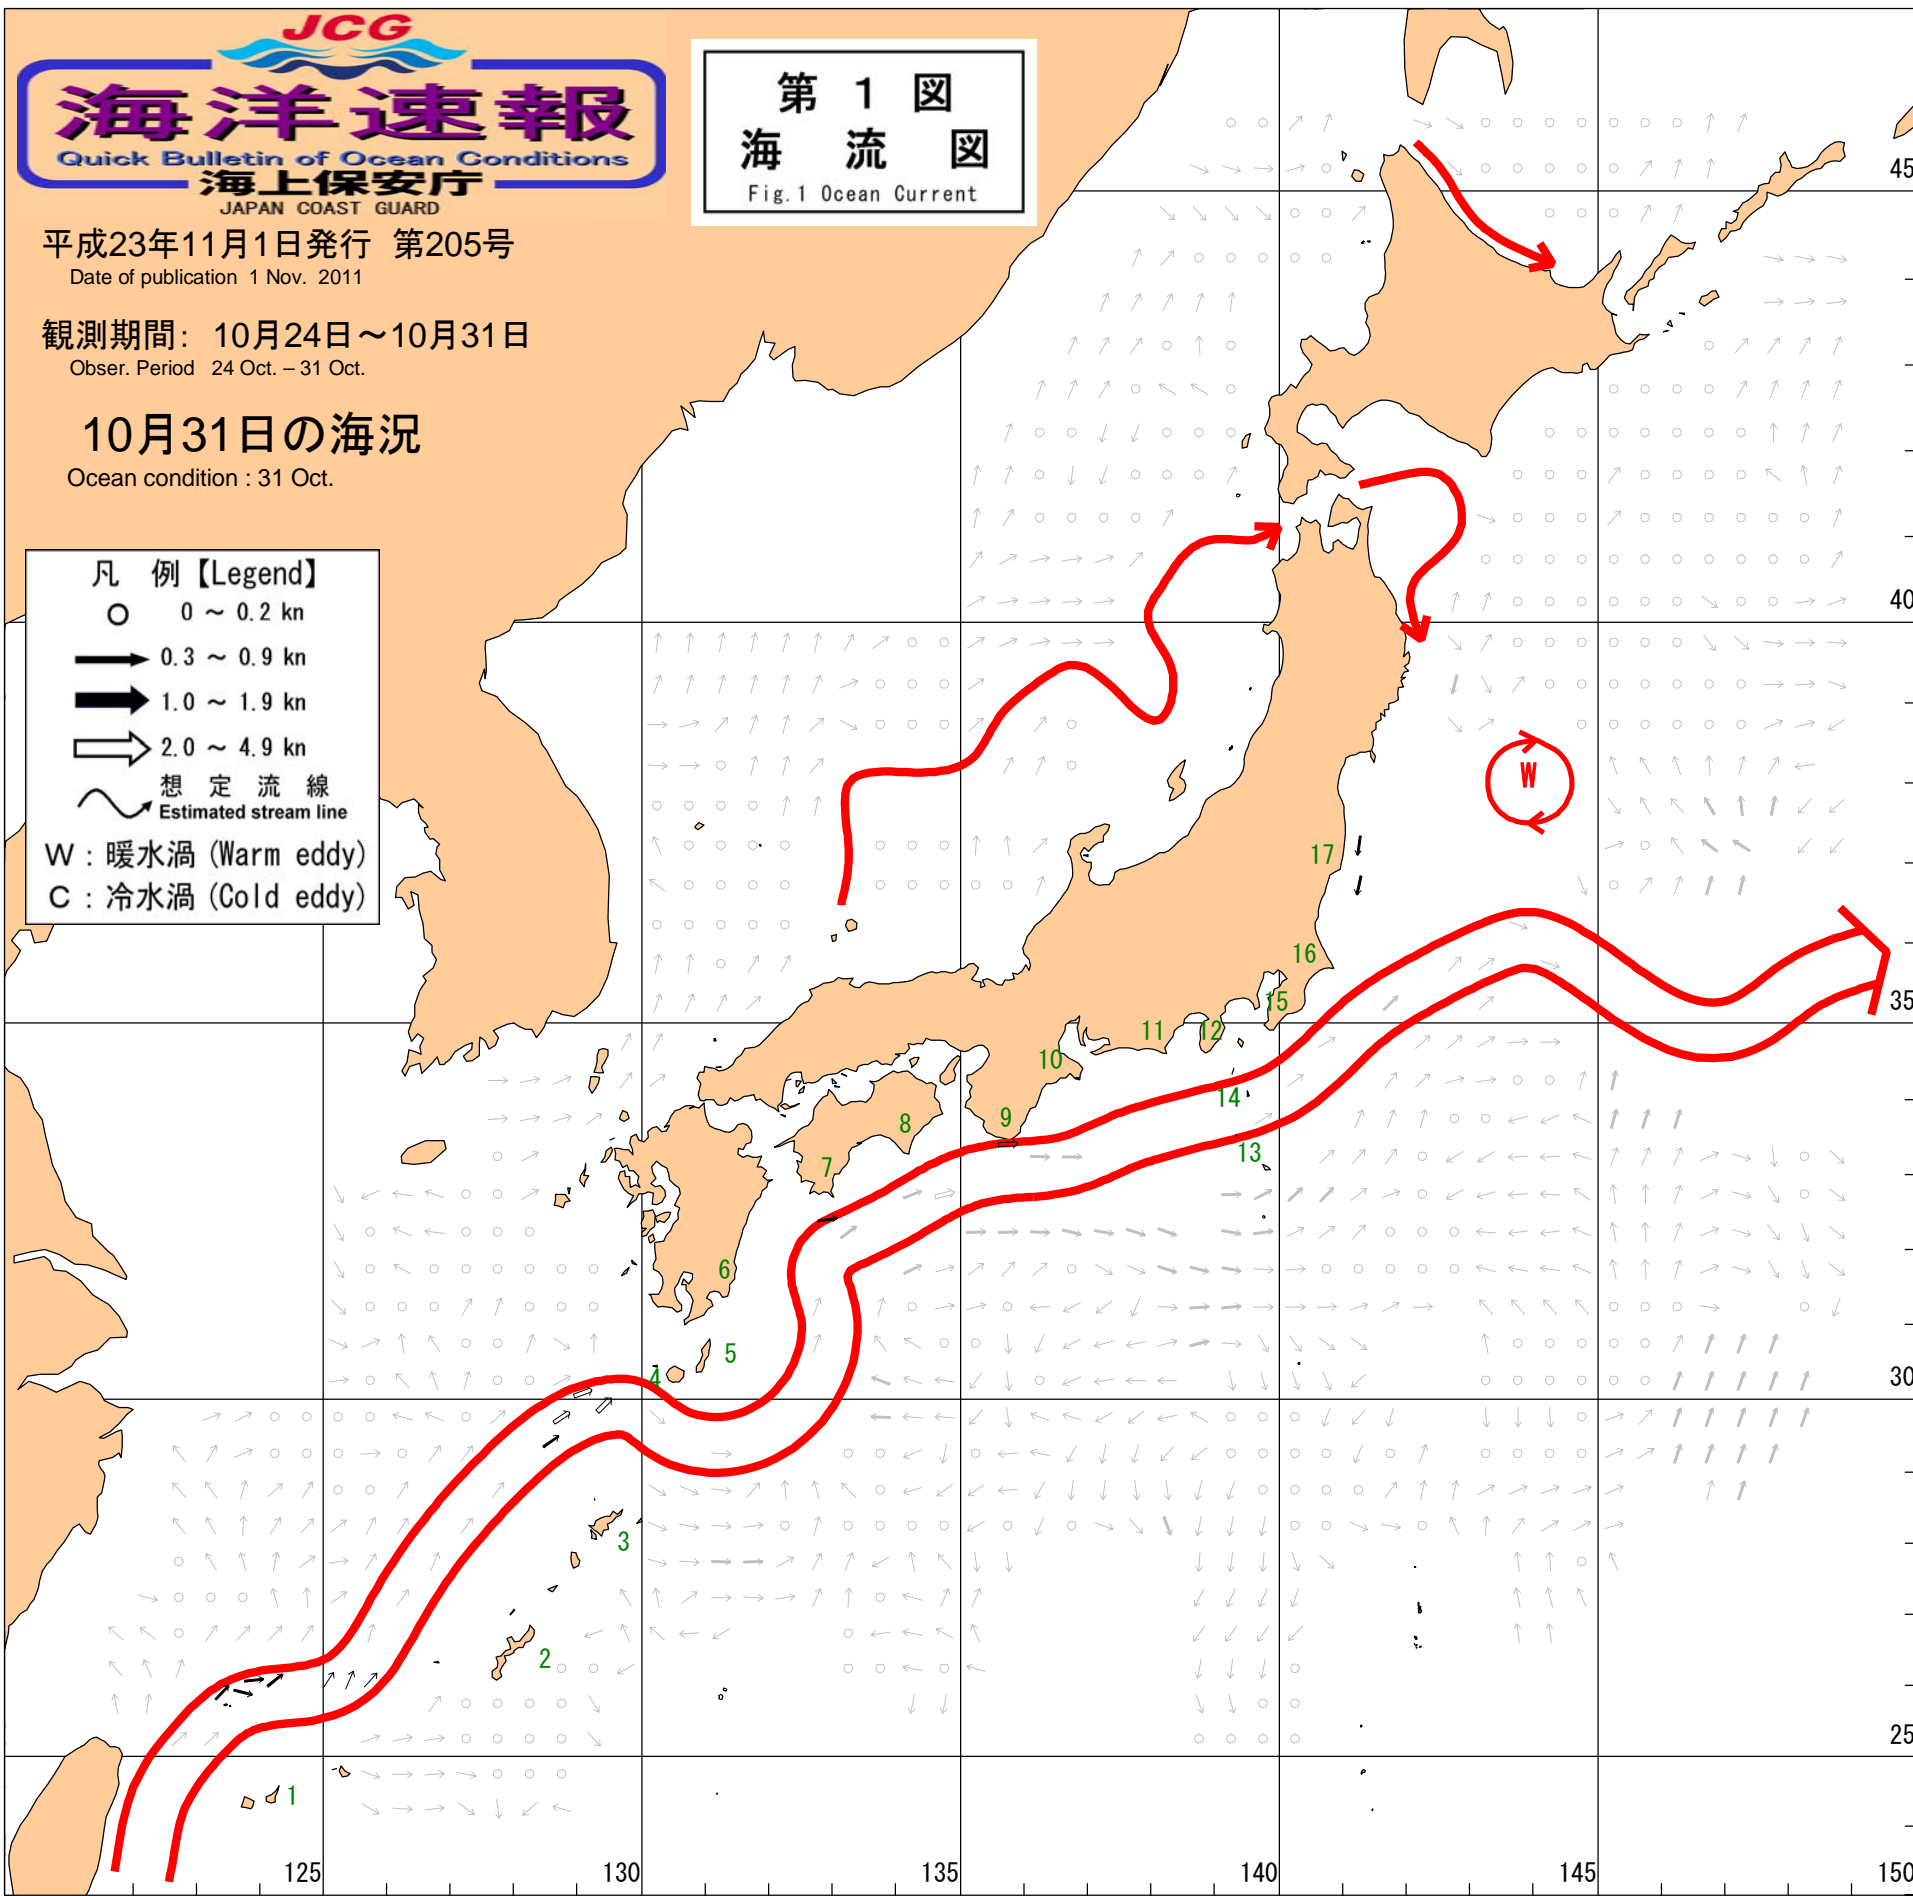 JCG
海洋速報
Quick Bulletin of Ocean Conditions
海上保安庁
JAPAN COAST GUARD
第 1 図
海 流 図
Fig.1 Ocean Current
平成23年11月1日発行 第205号
Date of publication 1 Nov. 2011
観測期間: 10月24日～10月31日
Obser. Period 24 Oct. – 31 Oct.
10月31日の海況
Ocean condition : 31 Oct.
凡 例【Legend】
0 ～ 0.2 kn
0.3 ～ 0.9 kn
1.0 ～ 1.9 kn
2.0 ～ 4.9 kn
想 定 流 線
Estimated stream line
W : 暖水渦 (Warm eddy)
C : 冷水渦 (Cold eddy)
45
40
W
17
16
35
15
12
11
10
14
9
8
13
7
6
5
4
30
3
2
25
1
125
130
135
140
145
150